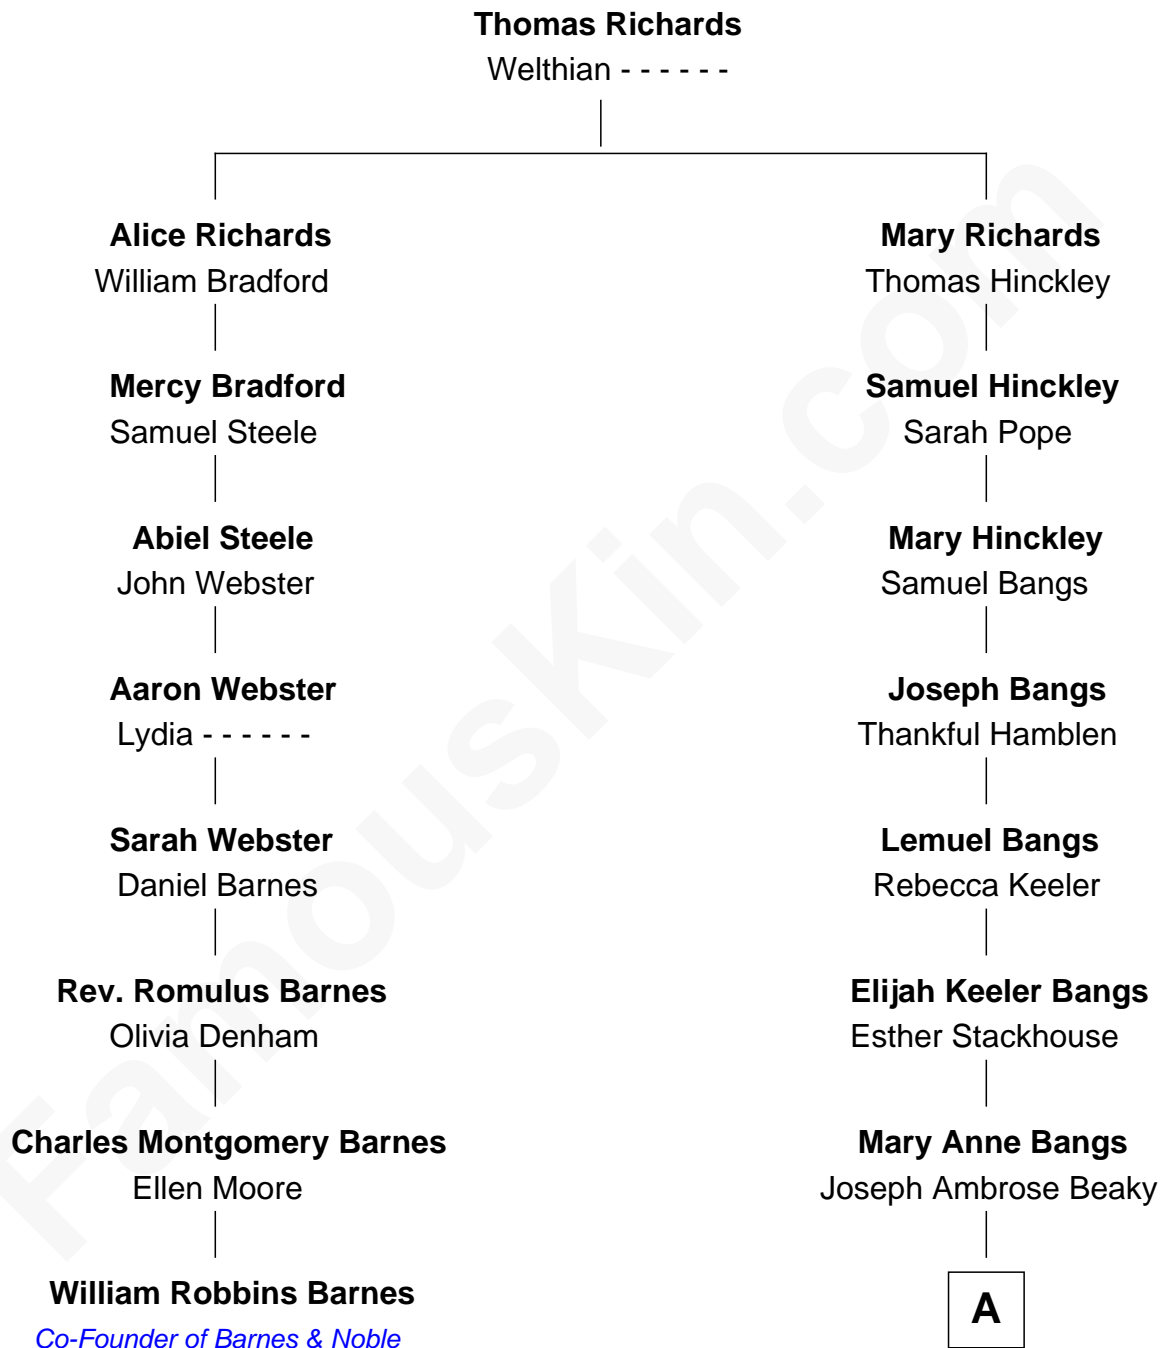 Thomas Richards
Welthian - - - - - -
Alice Richards
William Bradford
Mary Richards
Thomas Hinckley
Mercy Bradford
Samuel Steele
Samuel Hinckley
Sarah Pope
Abiel Steele
John Webster
Mary Hinckley
Samuel Bangs
Aaron Webster
Lydia - - - - - -
Joseph Bangs
Thankful Hamblen
Sarah Webster
Daniel Barnes
Lemuel Bangs
Rebecca Keeler
Rev. Romulus Barnes
Olivia Denham
Elijah Keeler Bangs
Esther Stackhouse
Charles Montgomery Barnes
Ellen Moore
Mary Anne Bangs
Joseph Ambrose Beaky
William Robbins Barnes
Co-Founder of Barnes & Noble
A
FamousKin.com